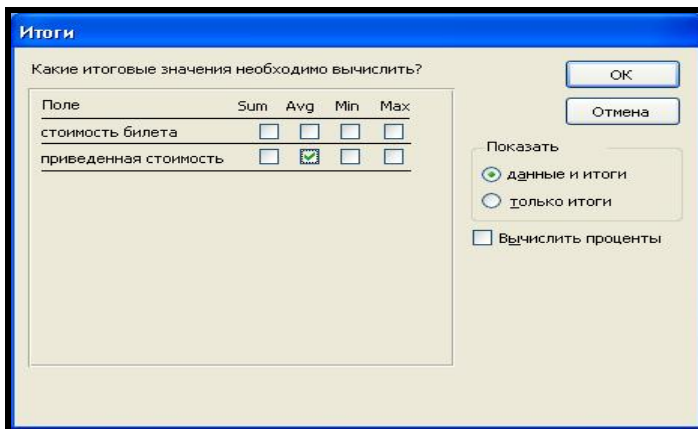 Итоги
Какие итоговые значения необходимо вычислить?
Поле Sum Avg Min Max
стоимость билета
приведенная стоимость
ОК
Отмена
Показать
данные и итоги
только итоги
Вычислить проценты